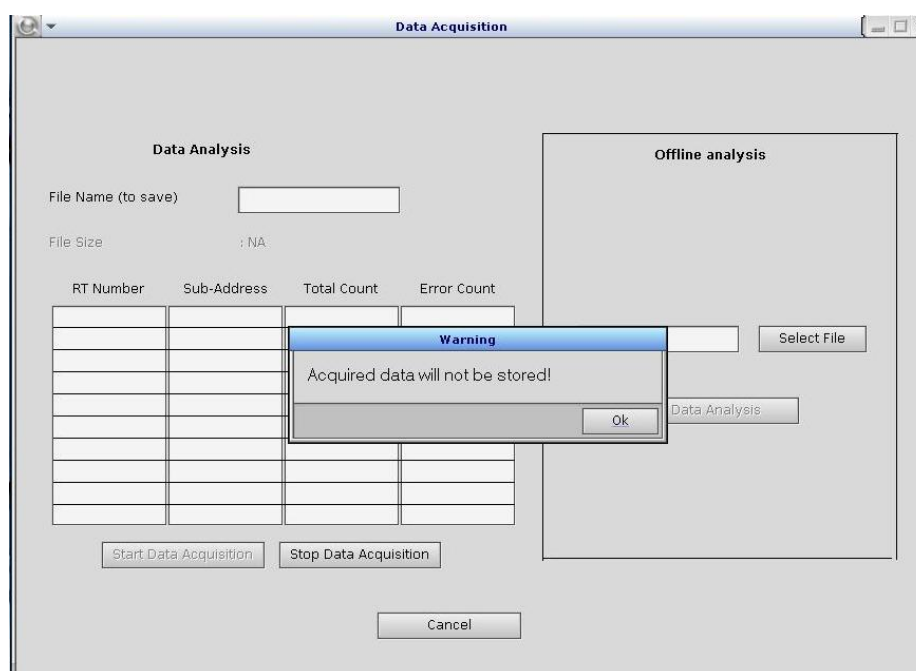 Data Acquisition
Data Analysis
Offline analysis
File Name (to save)
File Size : NA
RT Number Sub-Address Total Count Error Count
Select File
Warning
Acquired data will not be stored!
Ok
Data Analysis
Start Data Acquisition Stop Data Acquisition
Cancel